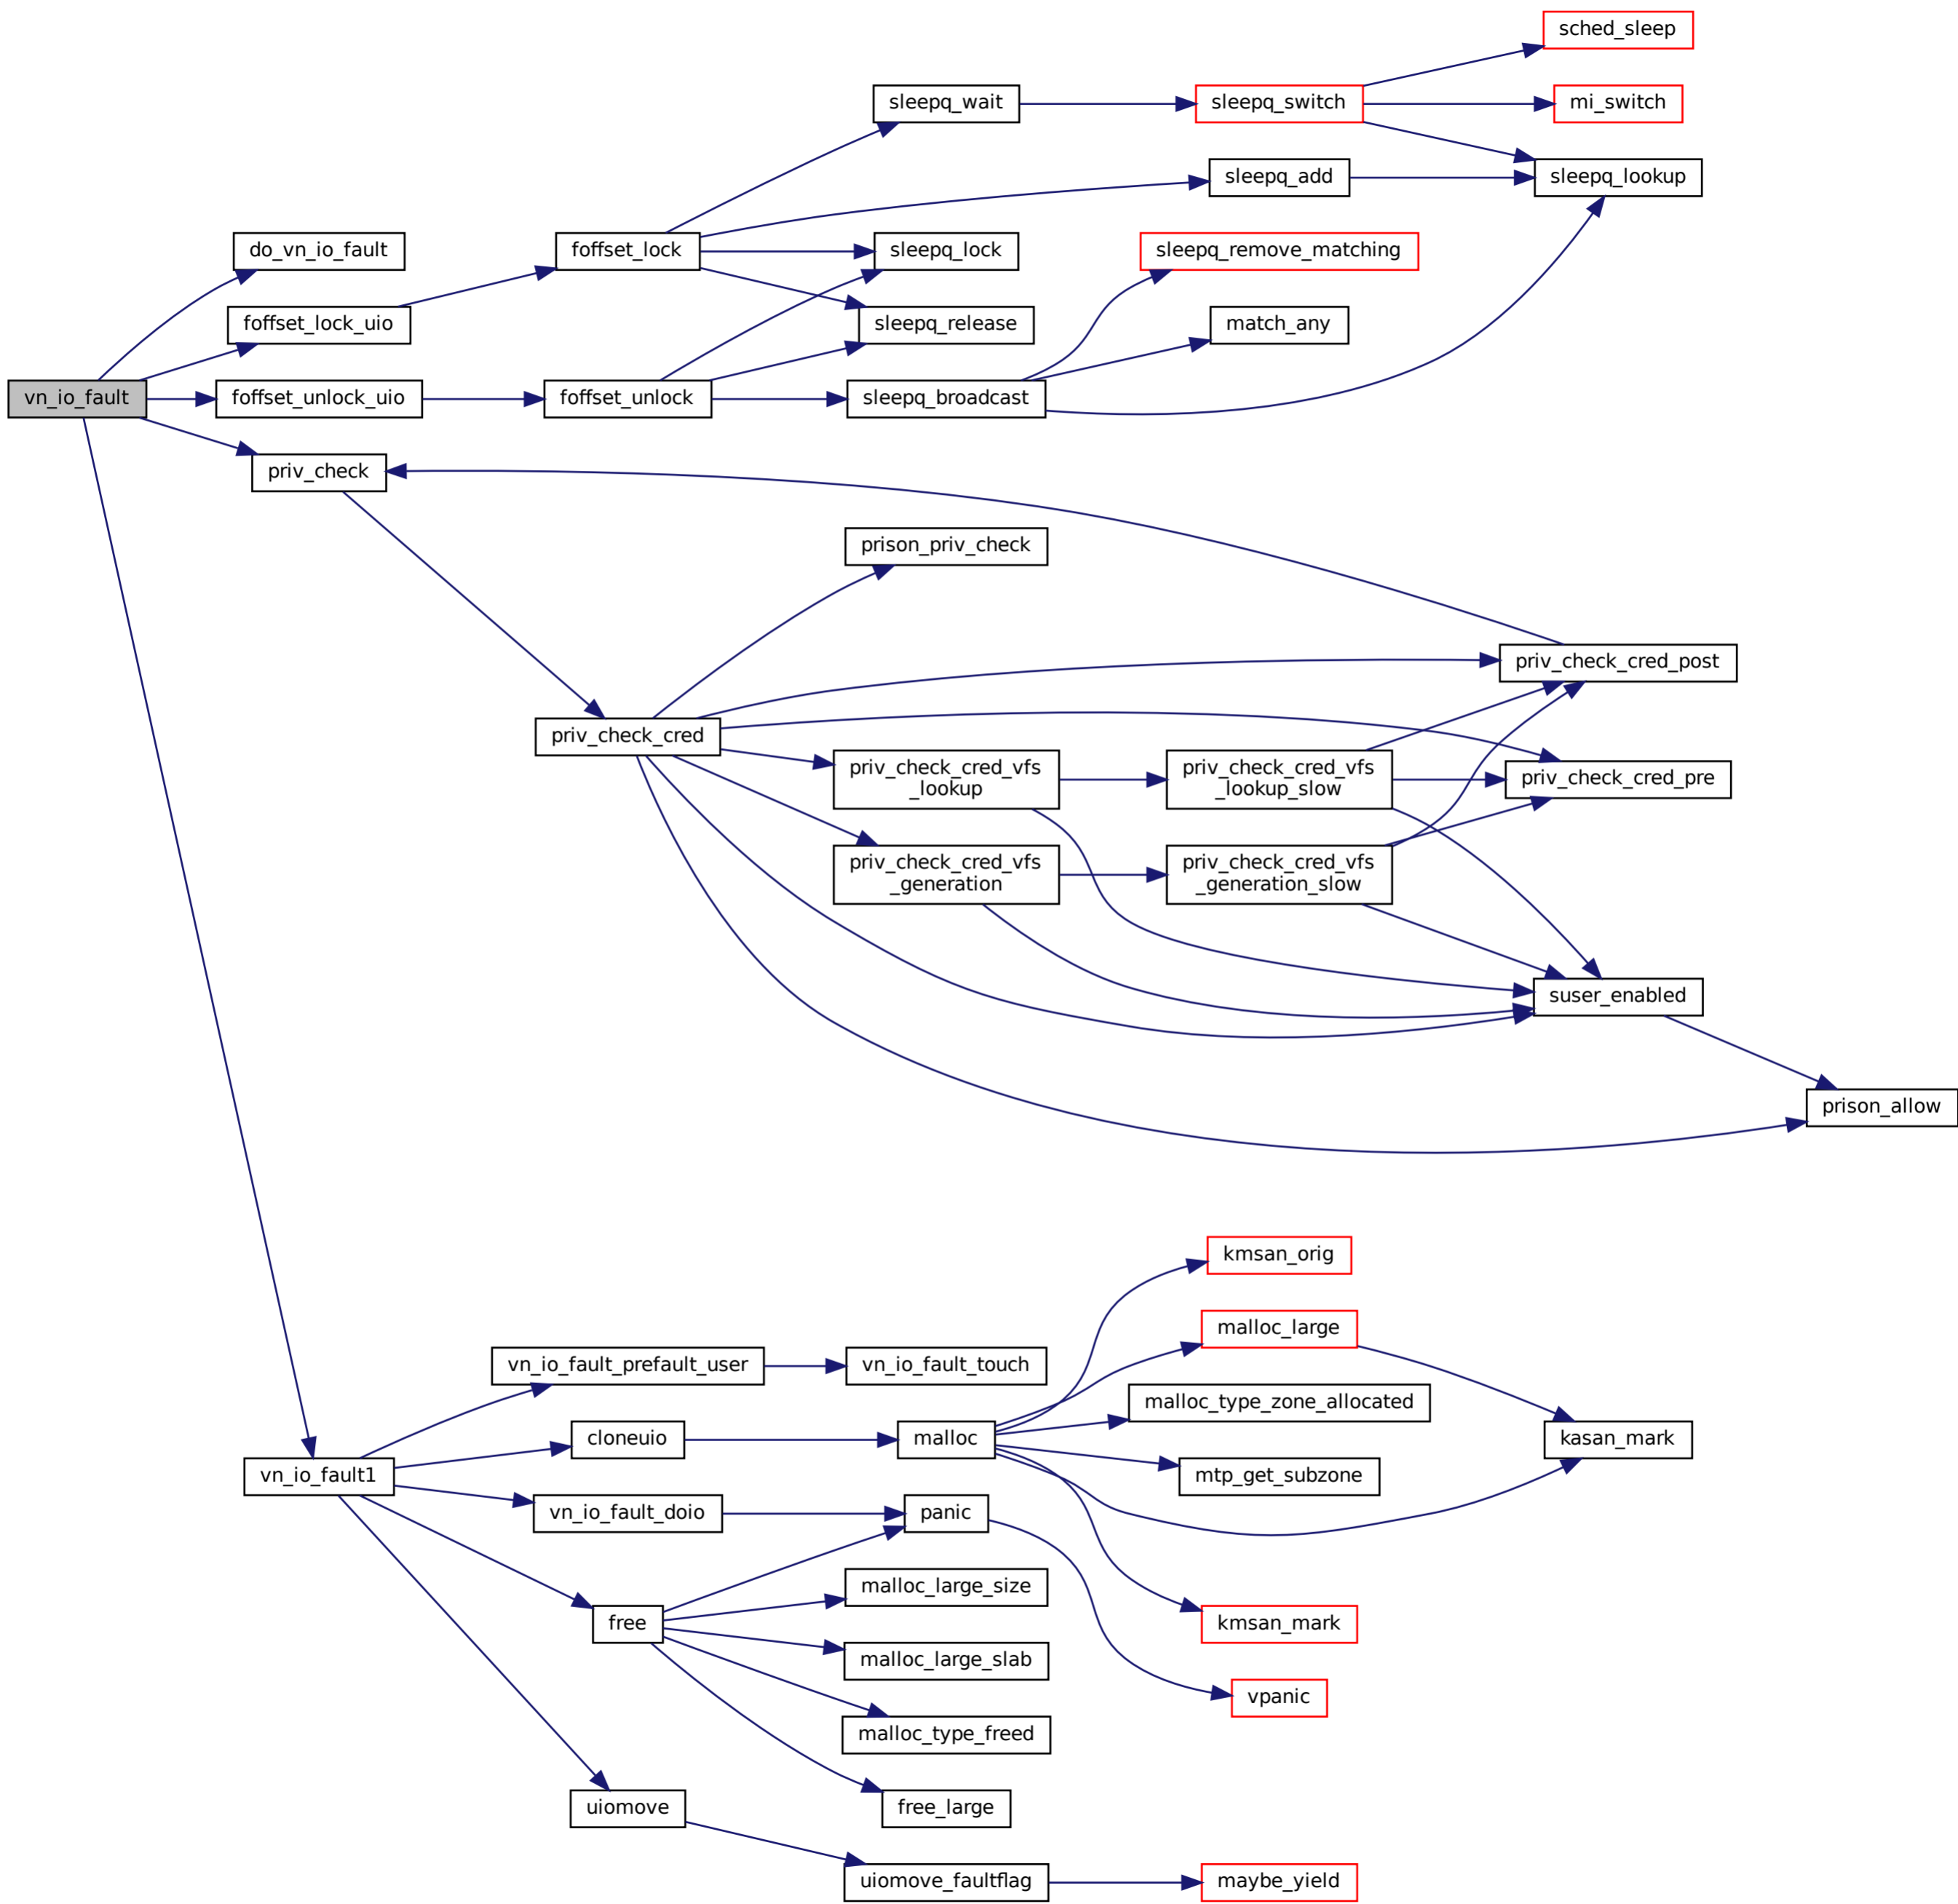 sched_sleep
sleepq_wait
sleepq_switch
mi_switch
sleepq_add
sleepq_lookup
do_vn_io_fault
foffset_lock
sleepq_lock
sleepq_remove_matching
foffset_lock_uio
sleepq_release
match_any
vn_io_fault
foffset_unlock_uio
foffset_unlock
sleepq_broadcast
priv_check
prison_priv_check
priv_check_cred_post
priv_check_cred
priv_check_cred_vfs
_lookup
priv_check_cred_vfs
_lookup_slow
priv_check_cred_pre
priv_check_cred_vfs
_generation
priv_check_cred_vfs
_generation_slow
suser_enabled
prison_allow
kmsan_orig
malloc_large
vn_io_fault_prefault_user
vn_io_fault_touch
malloc_type_zone_allocated
cloneuio
malloc
kasan_mark
vn_io_fault1
mtp_get_subzone
vn_io_fault_doio
panic
malloc_large_size
free
kmsan_mark
malloc_large_slab
vpanic
malloc_type_freed
uiomove
free_large
uiomove_faultflag
maybe_yield